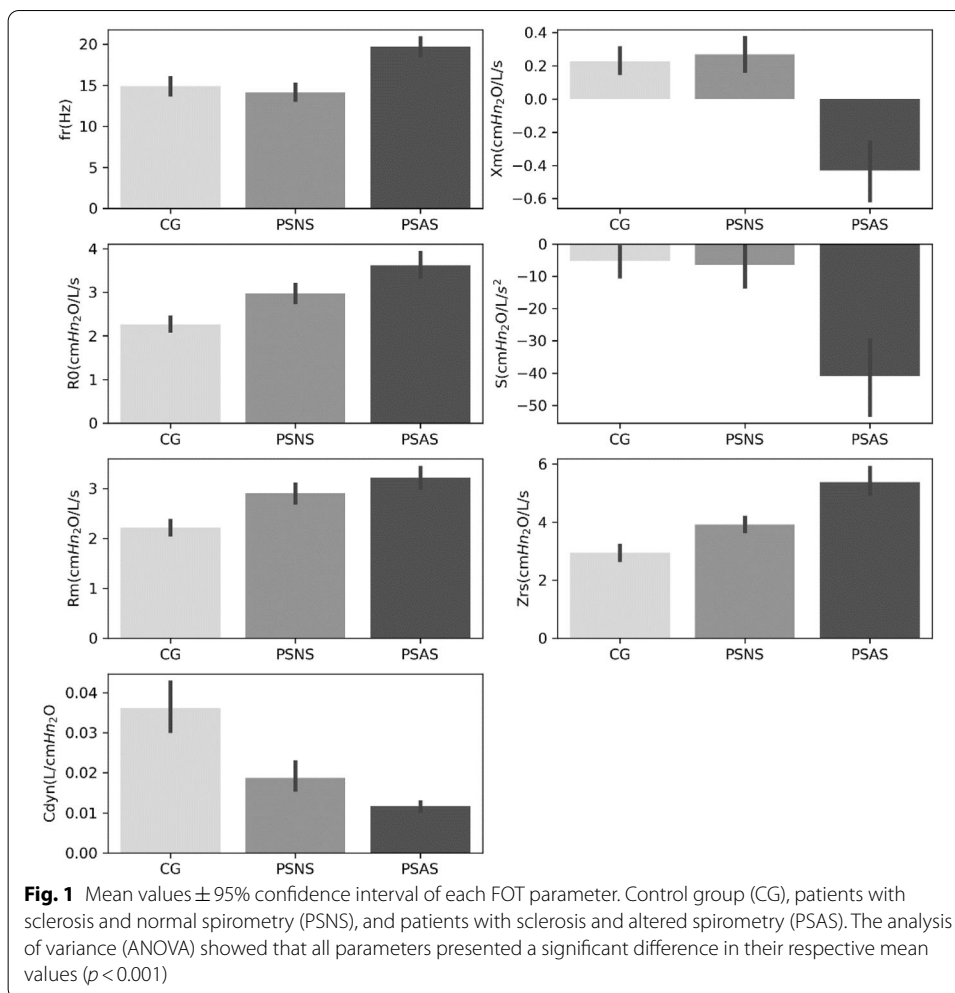 20
15
10
5
0
fr(Hz)
CG PSNS PSAS
0.4
0.2
0.0
−0.2
−0.4
−0.6
Xm(cmHn₂O/L/s
CG PSNS PSAS
4
3
2
1
0
R0(cmHn₂O/L/s
CG PSNS PSAS
0
−10
−20
−30
−40
−50
S(cmHn₂O/L/s²
CG PSNS PSAS
3
2
1
0
Rm(cmHn₂O/L/s
CG PSNS PSAS
6
4
2
0
Zrs(cmHn₂O/L/s
CG PSNS PSAS
0.04
0.03
0.02
0.01
0.00
Cdyn(L/cmHn₂O
CG PSNS PSAS
Fig. 1 Mean values ± 95% confidence interval of each FOT parameter. Control group (CG), patients with
sclerosis and normal spirometry (PSNS), and patients with sclerosis and altered spirometry (PSAS). The analysis
of variance (ANOVA) showed that all parameters presented a significant difference in their respective mean
values (p < 0.001)